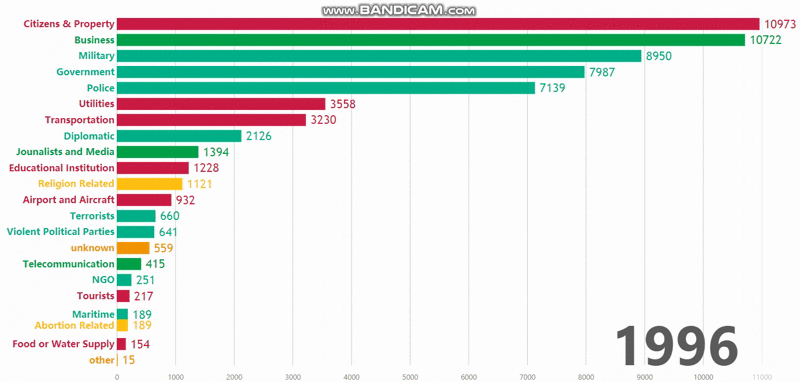 www.BANDICAM.com
Citizens & Property 10973
Business 10722
Military 8950
Government 7987
Police 7139
Utilities 3558
Transportation 3230
Diplomatic 2126
Jounalists and Media 1394
Educational Institution 1228
Religion Related 1121
Airport and Aircraft 932
Terrorists 660
Violent Political Parties 641
unknown 559
Telecommunication 415
NGO 251
Tourists 217
Maritime 189
Abortion Related 189
Food or Water Supply 154
other 15
1996
0 1000 2000 3000 4000 5000 6000 7000 8000 9000 10000 11000